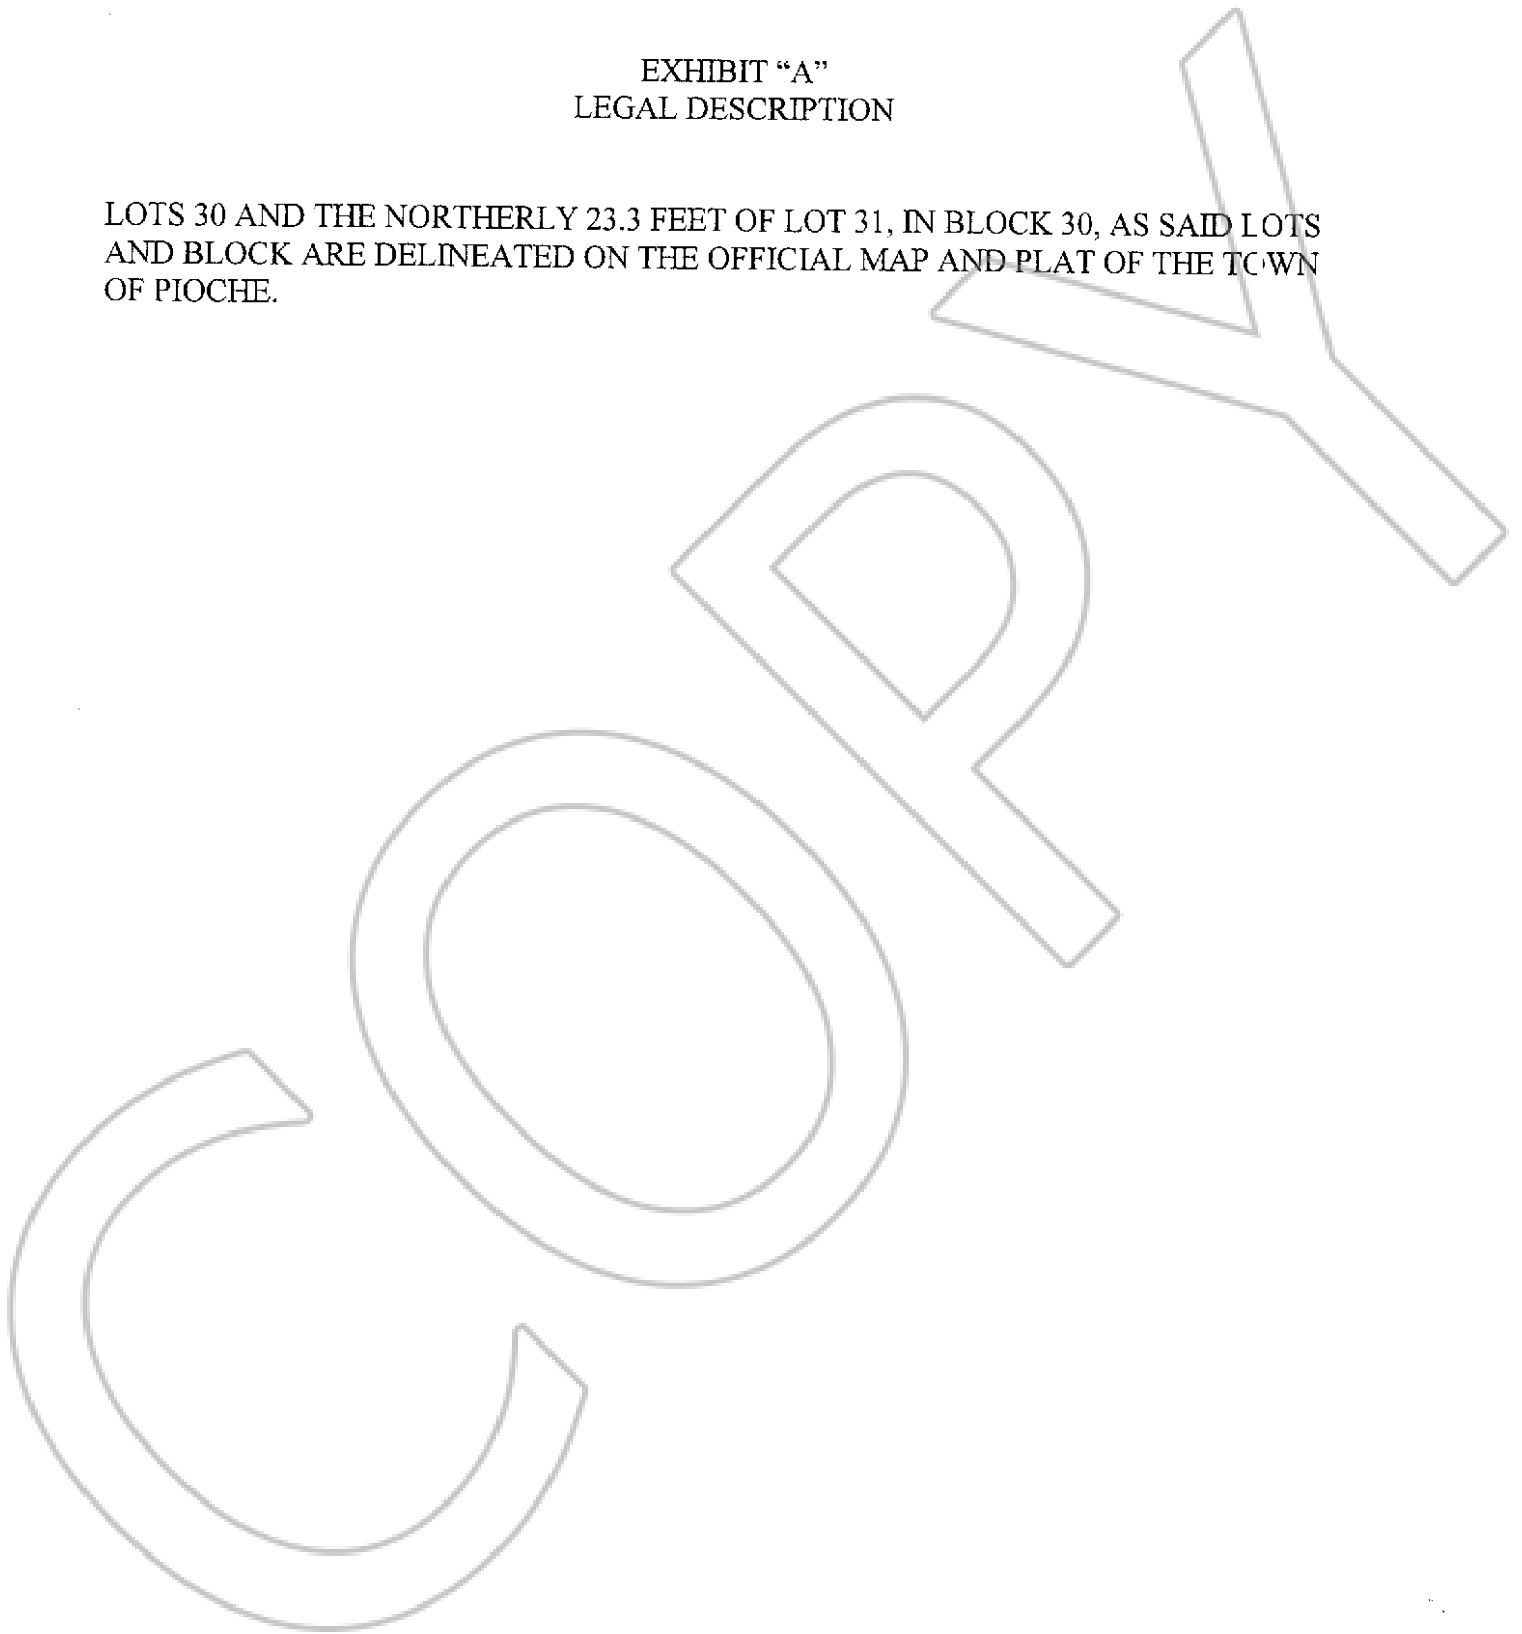 EXHIBIT “A”
LEGAL DESCRIPTION
LOTS 30 AND THE NORTHERLY 23.3 FEET OF LOT 31, IN BLOCK 30, AS SAID LOTS
AND BLOCK ARE DELINEATED ON THE OFFICIAL MAP AND PLAT OF THE TOWN
OF PIOCHE.
COPY